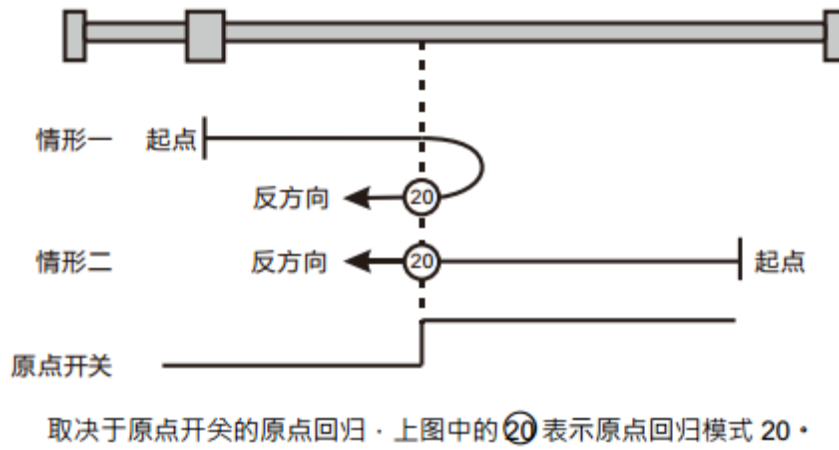 情形一 起点
反方向 20
情形二 反方向 20 起点
原点开关
取决于原点开关的原点回归。上图中的 20 表示原点回归模式 20。